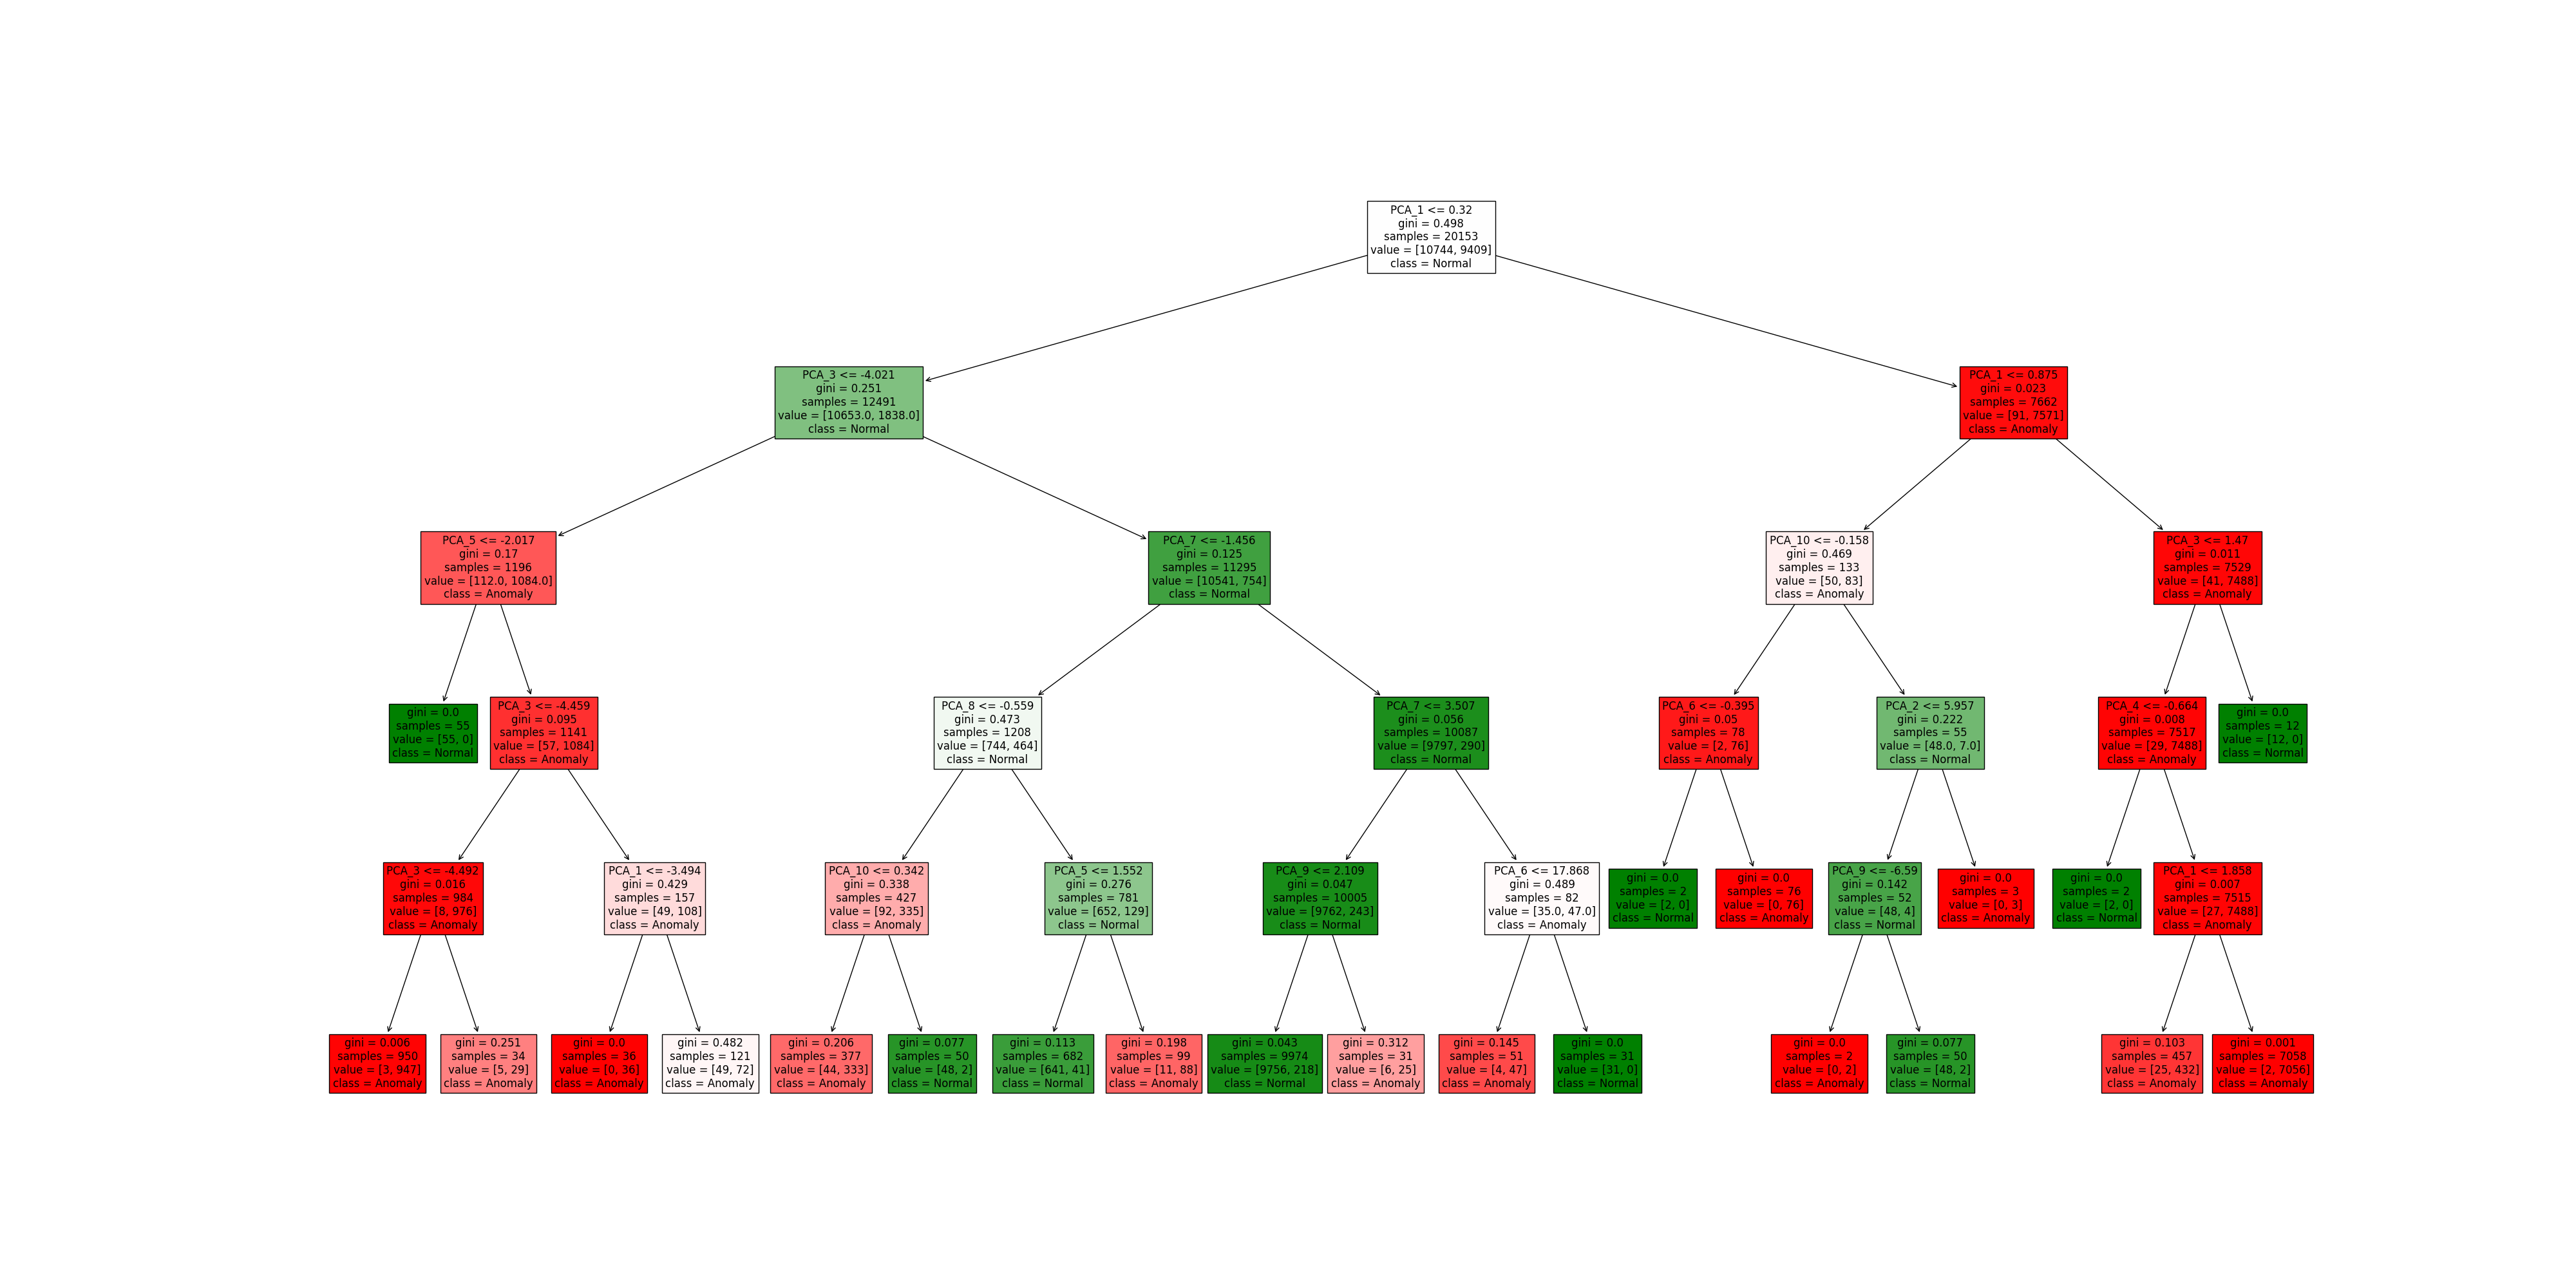 PCA_1 <= 0.32
gini = 0.498
samples = 20153
value = [10744, 9409]
class = Normal
PCA_3 <= -4.021
gini = 0.251
samples = 12491
value = [10653.0, 1838.0]
class = Normal
PCA_1 <= 0.875
gini = 0.023
samples = 7662
value = [91, 7571]
class = Anomaly
PCA_5 <= -2.017
gini = 0.17
samples = 1196
value = [112.0, 1084.0]
class = Anomaly
PCA_7 <= -1.456
gini = 0.125
samples = 11295
value = [10541, 754]
class = Normal
PCA_10 <= -0.158
gini = 0.469
samples = 133
value = [50, 83]
class = Anomaly
PCA_3 <= 1.47
gini = 0.011
samples = 7529
value = [41, 7488]
class = Anomaly
gini = 0.0
samples = 55
value = [55, 0]
class = Normal
PCA_3 <= -4.459
gini = 0.095
samples = 1141
value = [57, 1084]
class = Anomaly
PCA_8 <= -0.559
gini = 0.473
samples = 1208
value = [744, 464]
class = Normal
PCA_7 <= 3.507
gini = 0.056
samples = 10087
value = [9797, 290]
class = Normal
PCA_6 <= -0.395
gini = 0.05
samples = 78
value = [2, 76]
class = Anomaly
PCA_2 <= 5.957
gini = 0.222
samples = 55
value = [48.0, 7.0]
class = Normal
PCA_4 <= -0.664
gini = 0.008
samples = 7517
value = [29, 7488]
class = Anomaly
gini = 0.0
samples = 12
value = [12, 0]
class = Normal
PCA_3 <= -4.492
gini = 0.016
samples = 984
value = [8, 976]
class = Anomaly
PCA_1 <= -3.494
gini = 0.429
samples = 157
value = [49, 108]
class = Anomaly
PCA_10 <= 0.342
gini = 0.338
samples = 427
value = [92, 335]
class = Anomaly
PCA_5 <= 1.552
gini = 0.276
samples = 781
value = [652, 129]
class = Normal
PCA_9 <= 2.109
gini = 0.047
samples = 10005
value = [9762, 243]
class = Normal
PCA_6 <= 17.868
gini = 0.489
samples = 82
value = [35.0, 47.0]
class = Anomaly
gini = 0.0
samples = 2
value = [2, 0]
class = Normal
gini = 0.0
samples = 76
value = [0, 76]
class = Anomaly
PCA_9 <= -6.59
gini = 0.142
samples = 52
value = [48, 4]
class = Normal
gini = 0.0
samples = 3
value = [0, 3]
class = Anomaly
gini = 0.0
samples = 2
value = [2, 0]
class = Normal
PCA_1 <= 1.858
gini = 0.007
samples = 7515
value = [27, 7488]
class = Anomaly
gini = 0.006
samples = 950
value = [3, 947]
class = Anomaly
gini = 0.251
samples = 34
value = [5, 29]
class = Anomaly
gini = 0.0
samples = 36
value = [0, 36]
class = Anomaly
gini = 0.482
samples = 121
value = [49, 72]
class = Anomaly
gini = 0.206
samples = 377
value = [44, 333]
class = Anomaly
gini = 0.077
samples = 50
value = [48, 2]
class = Normal
gini = 0.113
samples = 682
value = [641, 41]
class = Normal
gini = 0.198
samples = 99
value = [11, 88]
class = Anomaly
gini = 0.043
samples = 9974
value = [9756, 218]
class = Normal
gini = 0.312
samples = 31
value = [6, 25]
class = Anomaly
gini = 0.145
samples = 51
value = [4, 47]
class = Anomaly
gini = 0.0
samples = 31
value = [31, 0]
class = Normal
gini = 0.0
samples = 2
value = [0, 2]
class = Anomaly
gini = 0.077
samples = 50
value = [48, 2]
class = Normal
gini = 0.103
samples = 457
value = [25, 432]
class = Anomaly
gini = 0.001
samples = 7058
value = [2, 7056]
class = Anomaly